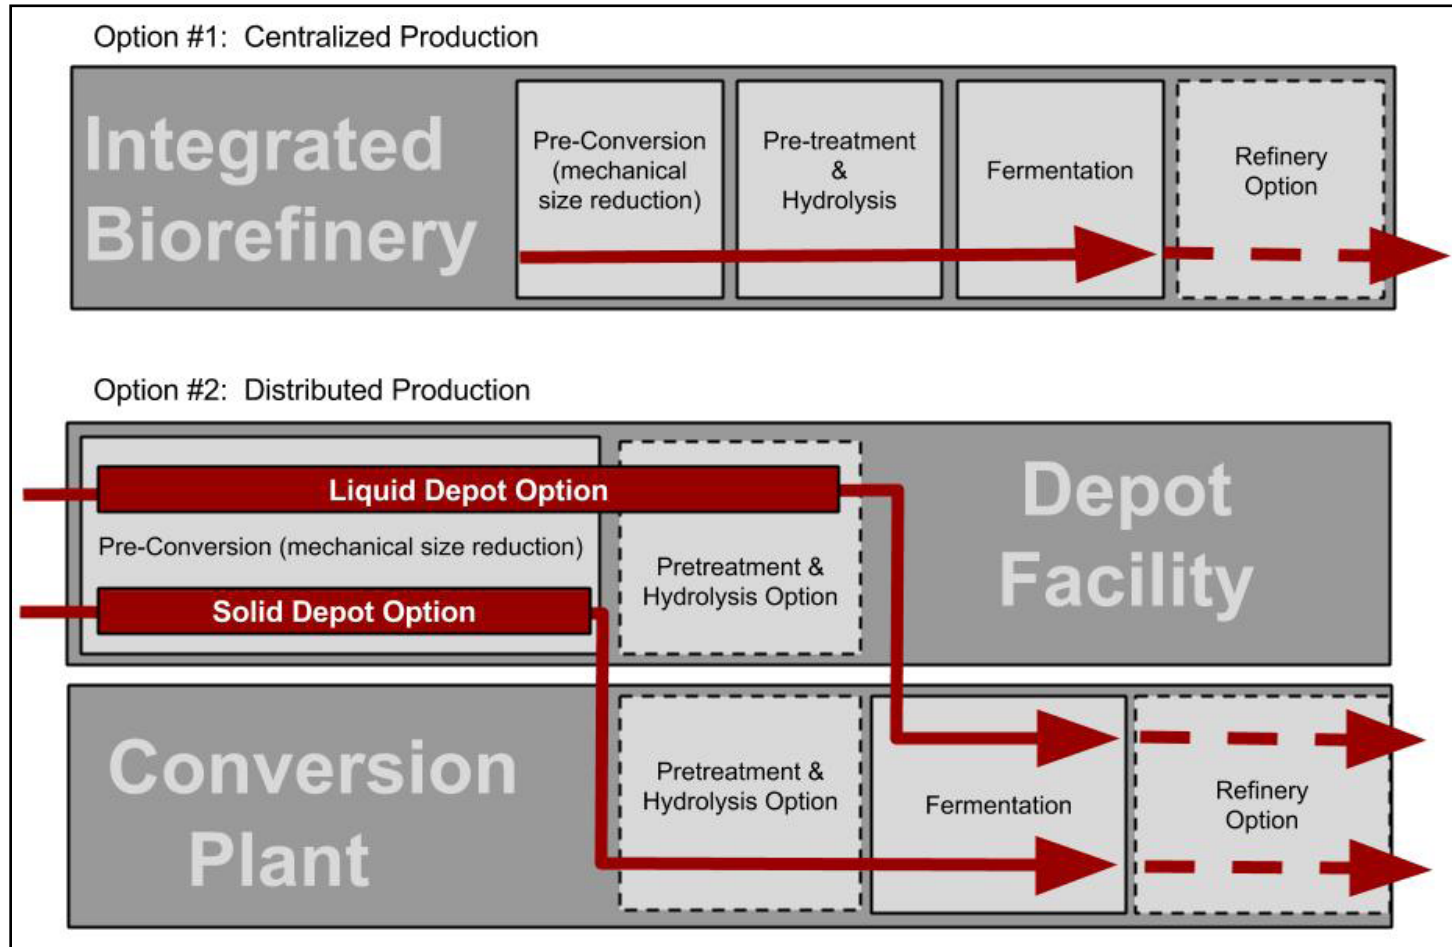 Option #1:  Centralized Production
Integrated
Biorefinery
Pre-Conversion
(mechanical
size reduction)
Pre-treatment
&
Hydrolysis
Fermentation
Refinery
Option
Option #2:  Distributed Production
Liquid Depot Option
Pre-Conversion (mechanical size reduction)
Solid Depot Option
Pretreatment &
Hydrolysis Option
Depot
Facility
Conversion
Plant
Pretreatment &
Hydrolysis Option
Fermentation
Refinery
Option